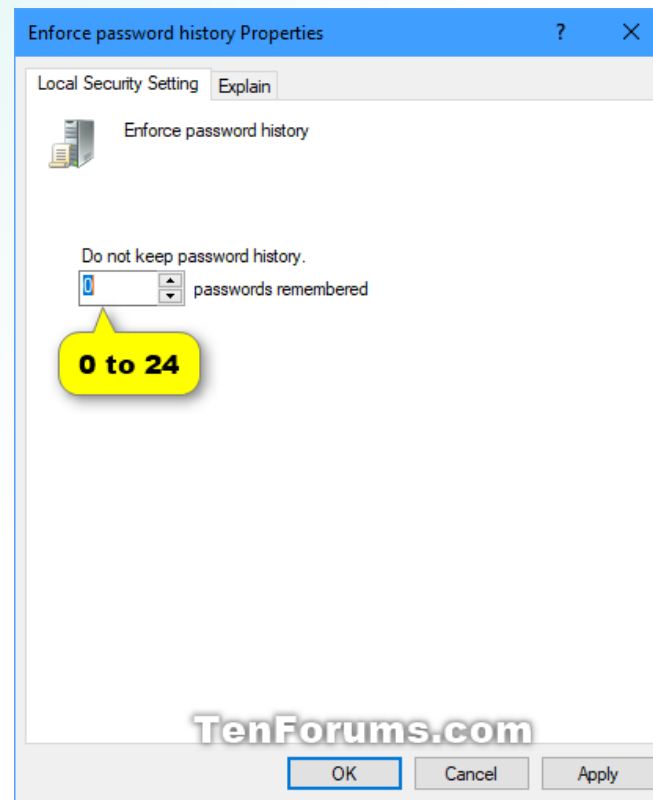 Enforce password history Properties ?
Local Security Setting Explain
Enforce password history
Do not keep password history.
0 passwords remembered
0 to 24
TenForums.com
OK Cancel Apply